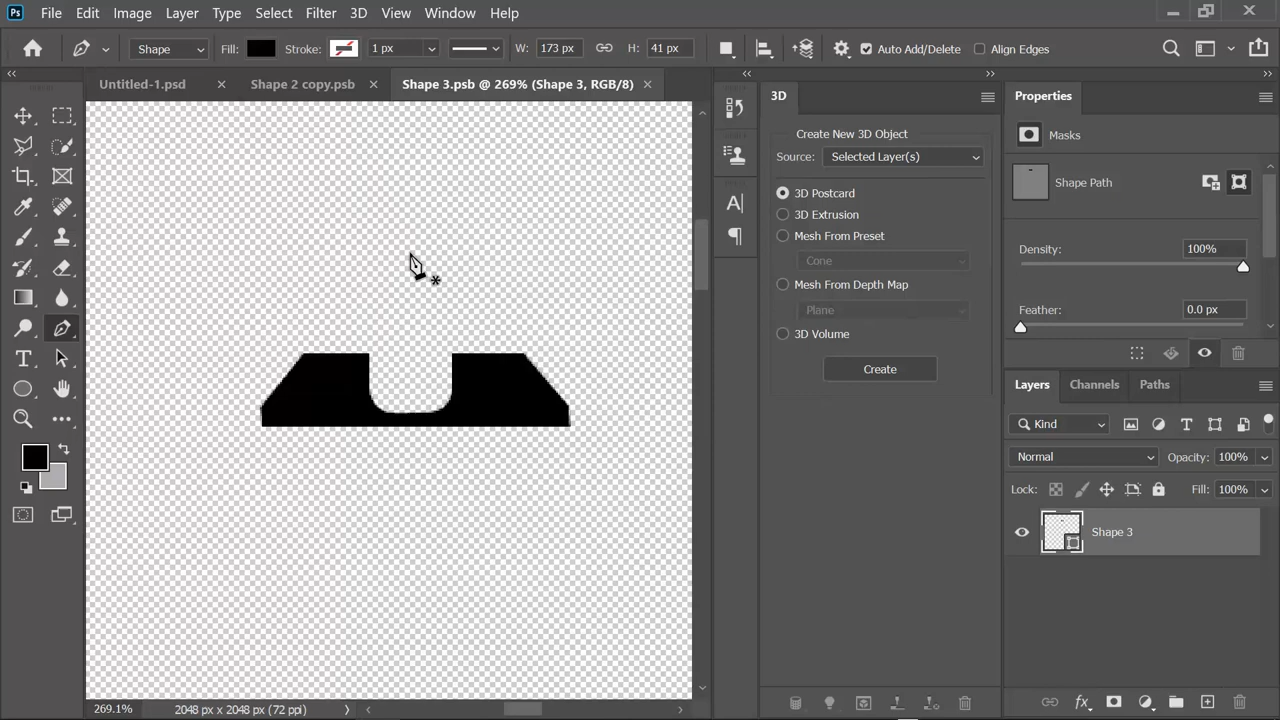 Ps File Edit Image Layer Type Select Filter 3D View Window Help
Shape Fill: Stroke: 1 px W: 173 px H: 41 px Auto Add/Delete Align Edges
Untitled-1.psd Shape 2 copy.psb Shape 3.psb @ 269% (Shape 3, RGB/8)
3D
Create New 3D Object
Source: Selected Layer(s)
3D Postcard
3D Extrusion
Mesh From Preset
Cone
Mesh From Depth Map
Plane
3D Volume
Create
Properties
Masks
Shape Path
Density: 100%
Feather: 0.0 px
Layers Channels Paths
Kind
Normal Opacity: 100%
Lock: Fill: 100%
Shape 3
269.1% 2048 px x 2048 px (72 ppi)